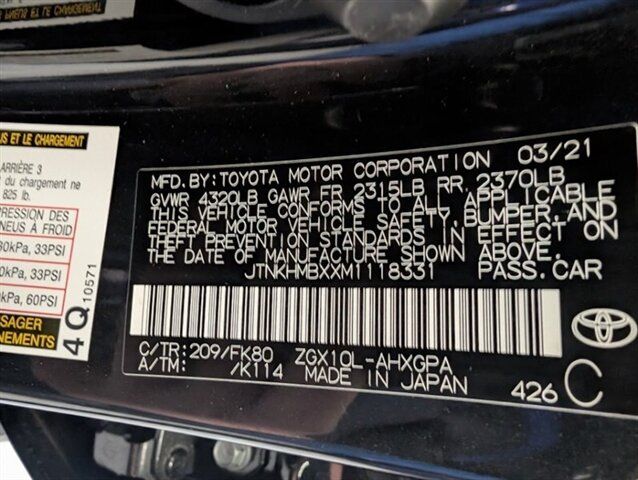 US ET LE CHARGEMENT
ARRIÈRE 3
du chargement ne
825 lb.
PRESSION DES
NEUS À FROID
30kPa, 33PSI
0kPa, 33PSI
kPa, 60PSI
SAGER
NEMENTS
4Q 10571
MFD. BY: TOYOTA MOTOR CORPORATION 03/21
GVWR 4320LB GAWR FR 2315LB RR 2370LB
THIS VEHICLE CONFORMS TO ALL APPLICABLE
FEDERAL MOTOR VEHICLE SAFETY, BUMPER, AND
THEFT PREVENTION STANDARDS IN EFFECT ON
THE DATE OF MANUFACTURE SHOWN ABOVE.
JTNKHMBXXM1118331 PASS. CAR
C/TR: 209/FK80 ZGX10L-AHXGPA
A/TM: /K114 MADE IN JAPAN
426 C